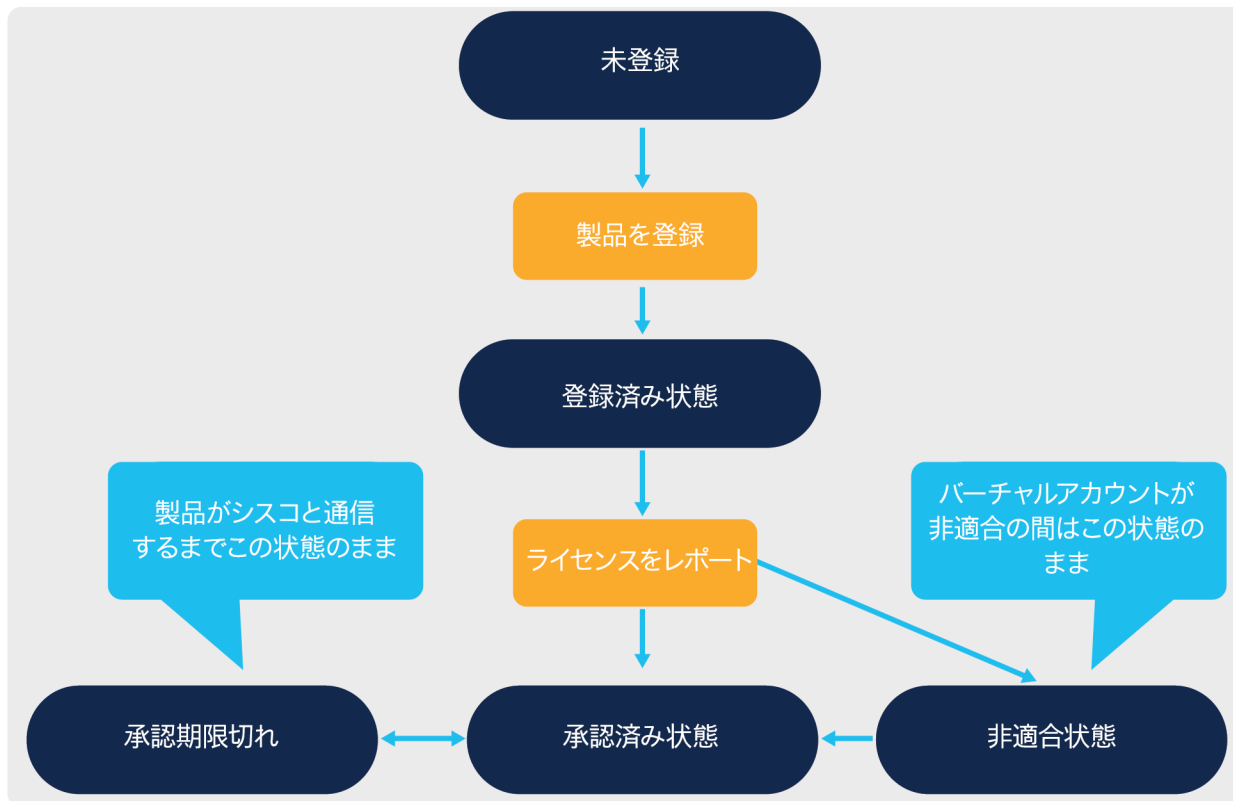 未登録
製品を登録
登録済み状態
製品がシスコと通信
するまでこの状態のまま
バーチャルアカウントが
非適合の間はこの状態の
まま
ライセンスをレポート
承認期限切れ
承認済み状態
非適合状態